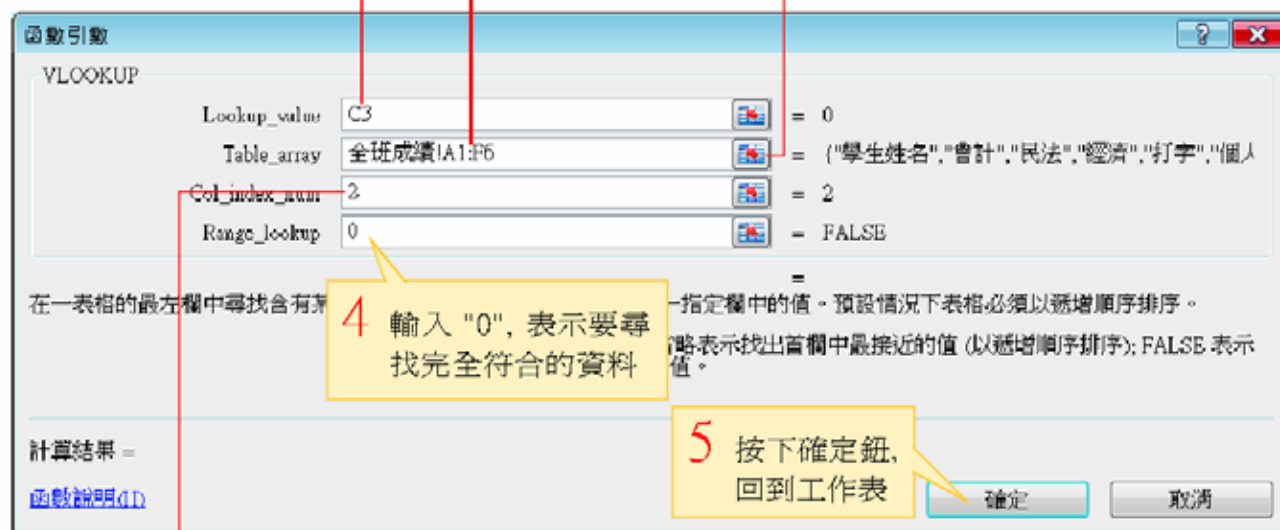 函數引數
VLOOKUP
Lookup_value C3 = 0
Table_array 全班成績!A1:F6 = {"學生姓名","會計","民法","經濟","打字","個人
Col_index_num 2 = 2
Range_lookup 0 = FALSE
=
在一表格的最左欄中尋找含有某 一指定欄中的值。預設情況下表格必須以遞增順序排序。
4 輸入 "0", 表示要尋
找完全符合的資料
略表示找出首欄中最接近的值 (以遞增順序排序); FALSE 表示
值。
計算結果 =
5 按下確定鈕,
回到工作表
函數說明(H)
確定
取消